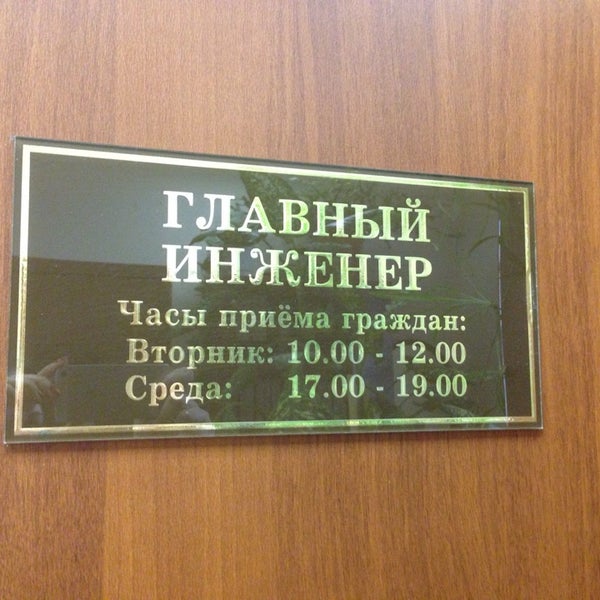 ГЛАВНЫЙ
ИНЖЕНЕР
Часы приёма граждан:
Вторник: 10.00 - 12.00
Среда: 17.00 - 19.00